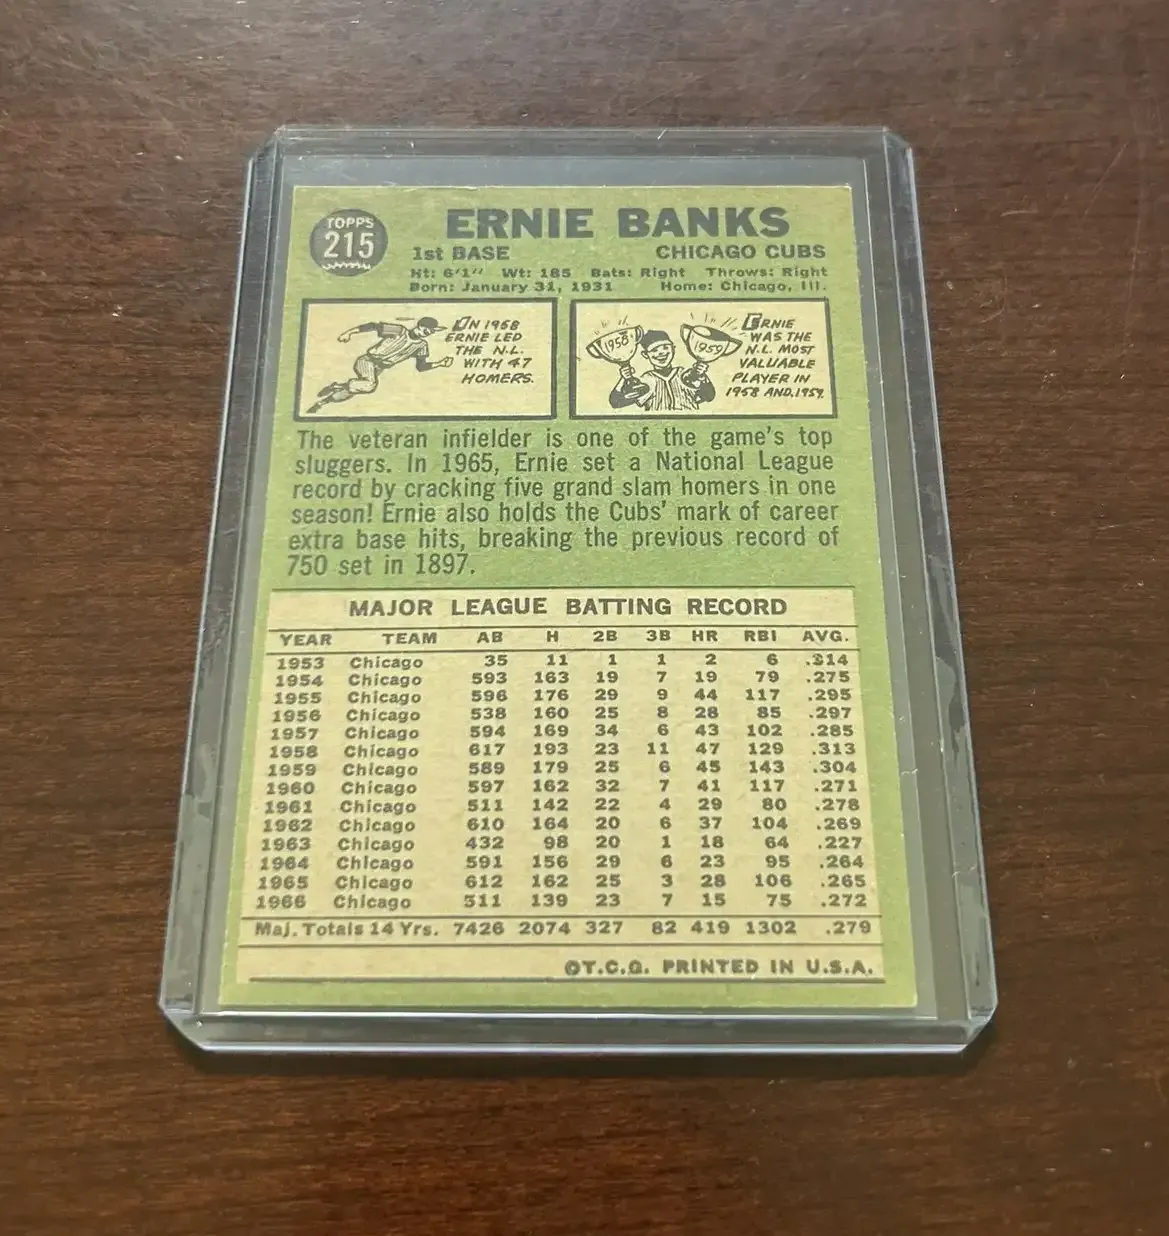 TOPPS
215
ERNIE BANKS
1st BASE CHICAGO CUBS
Ht: 6'1" Wt: 185 Bats: Right Throws: Right
Born: January 31, 1931 Home: Chicago, Ill.
IN 1958
ERNIE LED
THE N.L.
WITH 47
HOMERS.
1958
1959
ERNIE
WAS THE
N.L. MOST
VALUABLE
PLAYER IN
1958 AND 1959.
The veteran infielder is one of the game's top
sluggers. In 1965, Ernie set a National League
record by cracking five grand slam homers in one
season! Ernie also holds the Cubs' mark of career
extra base hits, breaking the previous record of
750 set in 1897.
MAJOR LEAGUE BATTING RECORD
YEAR TEAM AB H 2B 3B HR RBI AVG.
1953 Chicago 35 11 1 1 2 6 .314
1954 Chicago 593 163 19 7 19 79 .275
1955 Chicago 596 176 29 9 44 117 .295
1956 Chicago 538 160 25 8 28 85 .297
1957 Chicago 594 169 34 6 43 102 .285
1958 Chicago 617 193 23 11 47 129 .313
1959 Chicago 589 179 25 6 45 143 .304
1960 Chicago 597 162 32 7 41 117 .271
1961 Chicago 511 142 22 4 29 80 .278
1962 Chicago 610 164 20 6 37 104 .269
1963 Chicago 432 98 20 1 18 64 .227
1964 Chicago 591 156 29 6 23 95 .264
1965 Chicago 612 162 25 3 28 106 .265
1966 Chicago 511 139 23 7 15 75 .272
Maj. Totals 14 Yrs. 7426 2074 327 82 419 1302 .279
©T.C.G. PRINTED IN U.S.A.